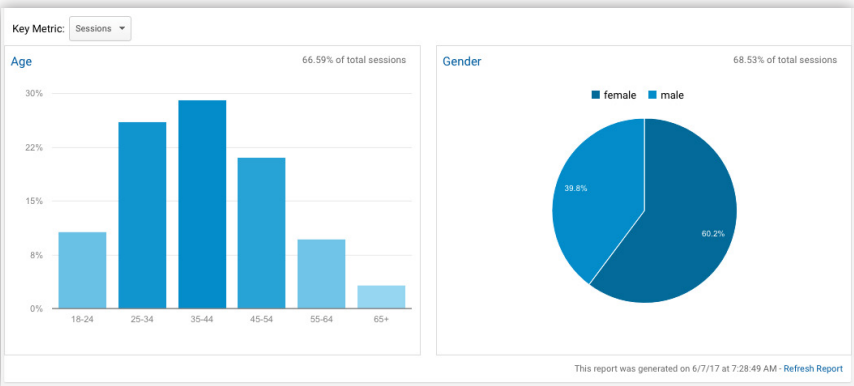 Key Metric: Sessions
Age 66.59% of total sessions
30%
22%
15%
8%
0%
18-24 25-34 35-44 45-54 55-64 65+
Gender 68.53% of total sessions
female male
39.8%
60.2%
This report was generated on 6/7/17 at 7:28:49 AM - Refresh Report